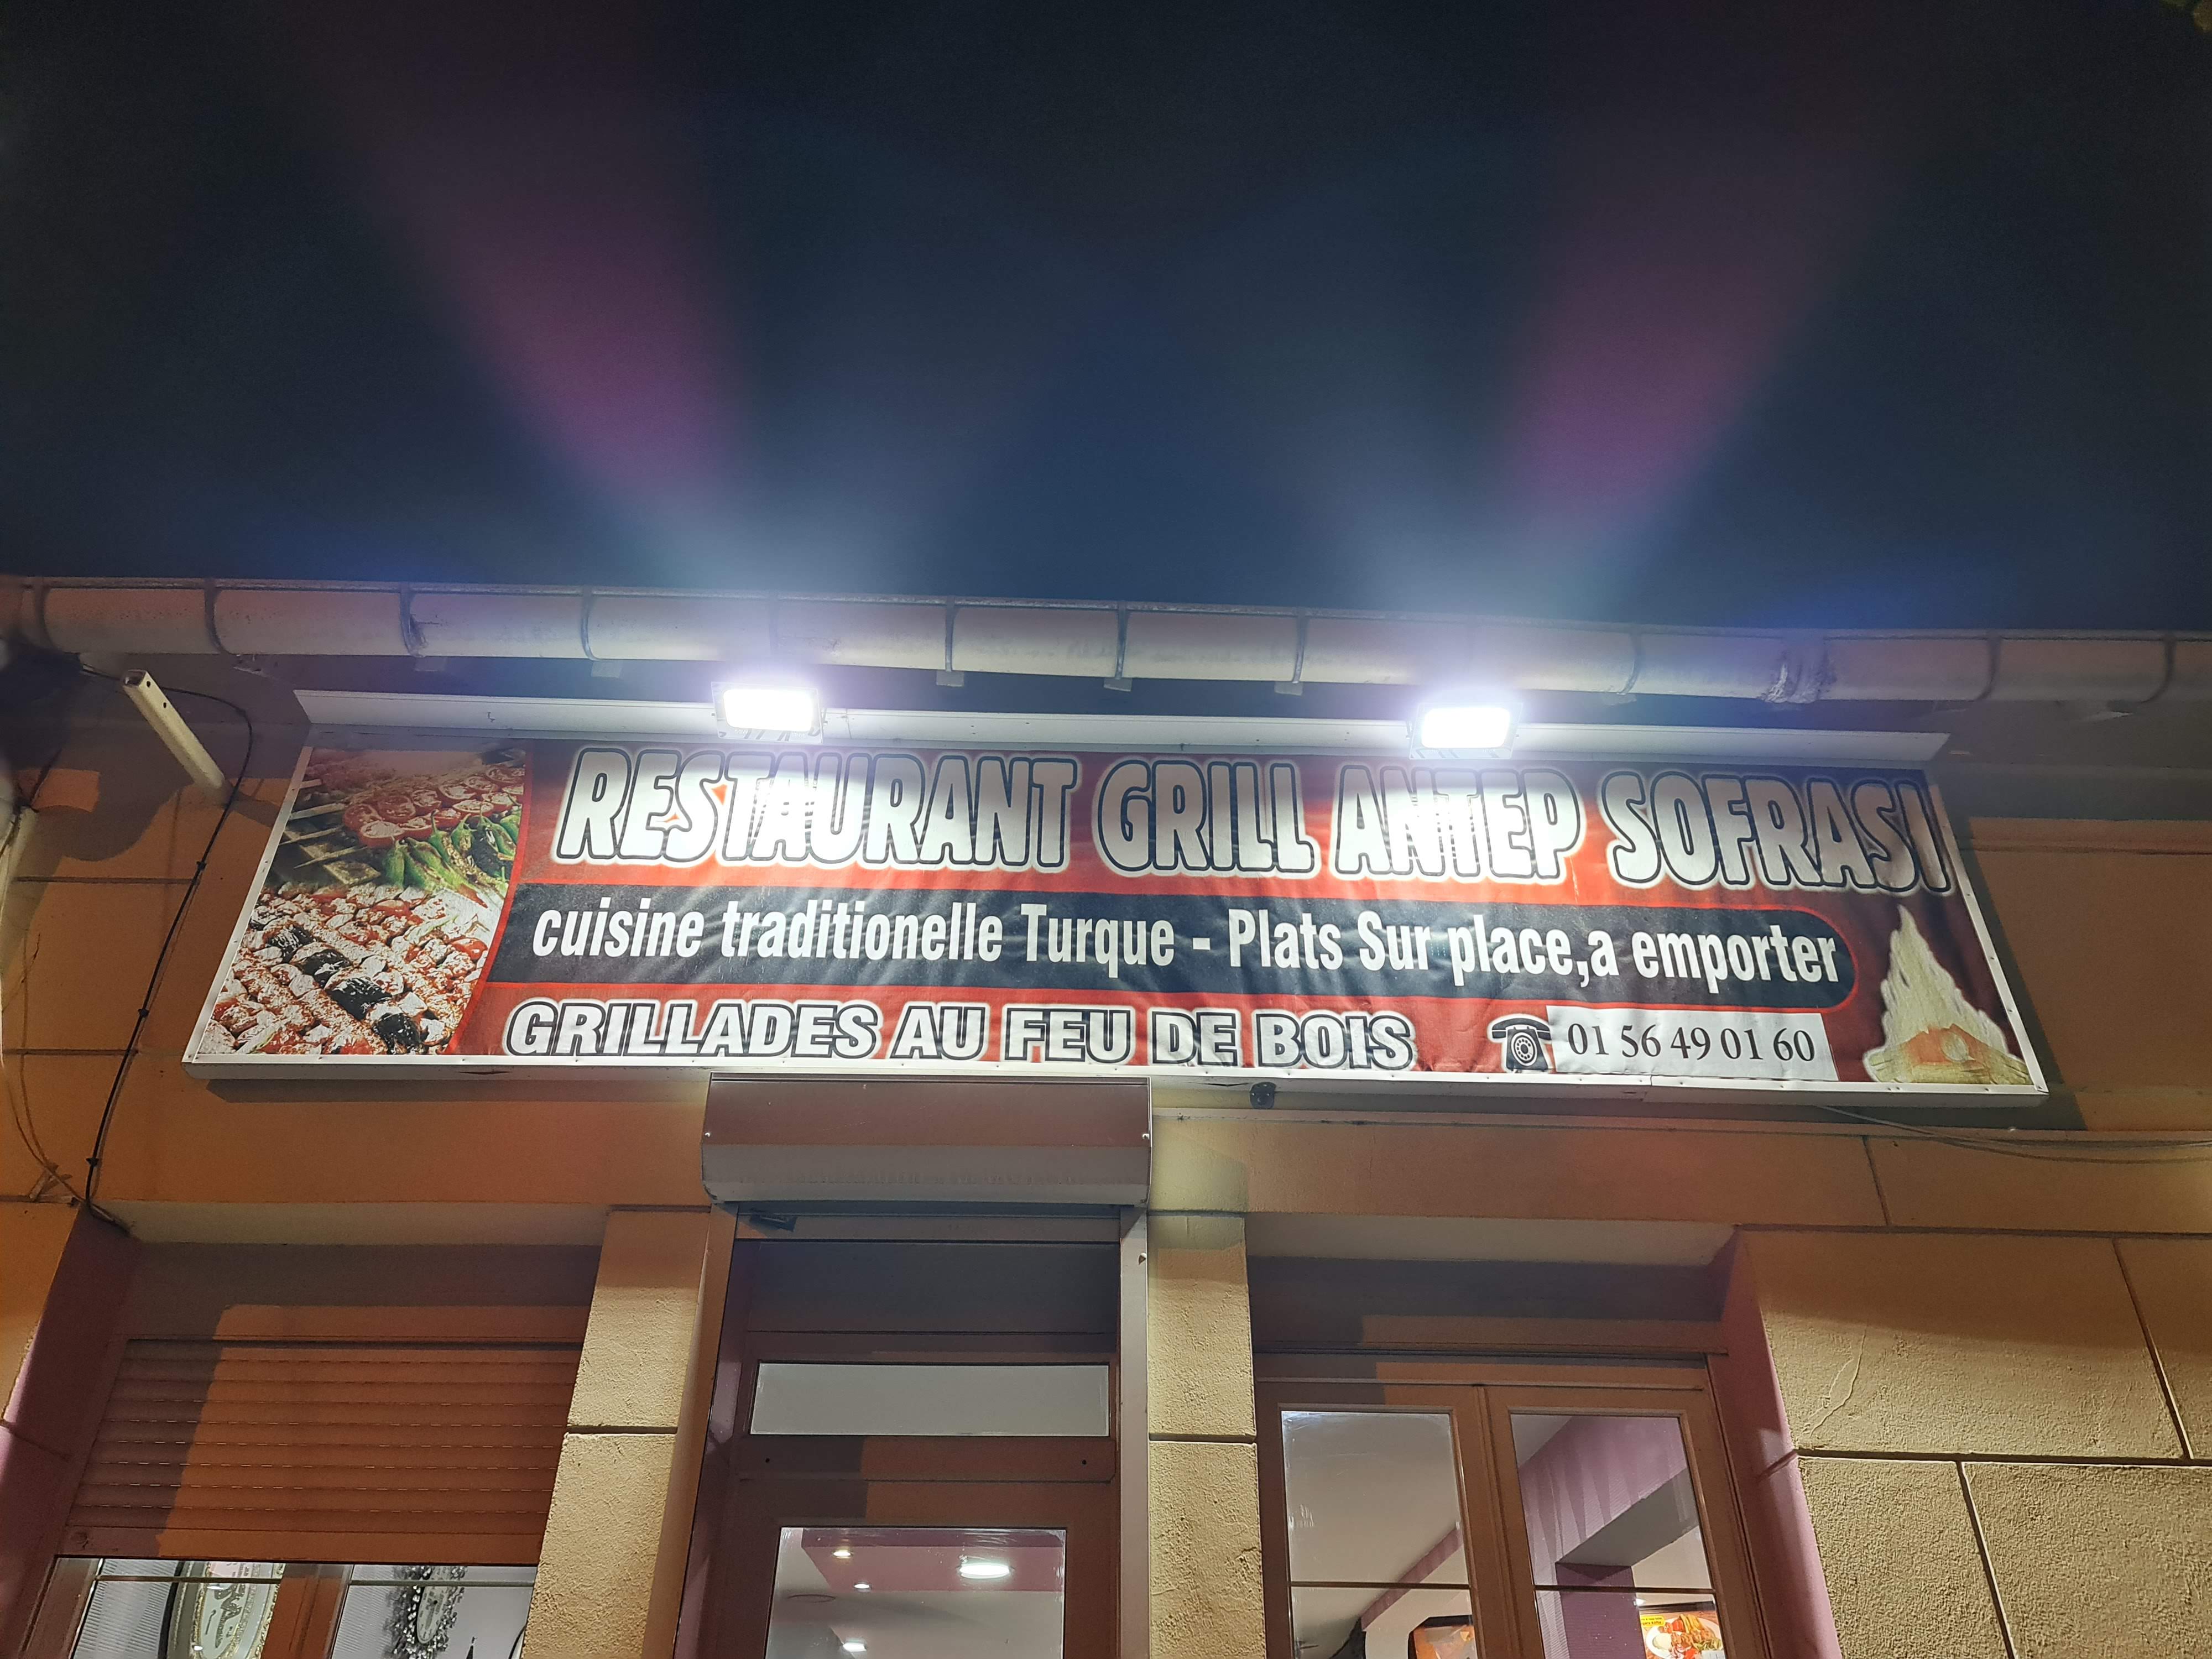 RESTAURANT GRILL ANTEP SOFRASI
cuisine traditionelle Turque - Plats Sur place,a emporter
GRILLADES AU FEU DE BOIS
01 56 49 01 60